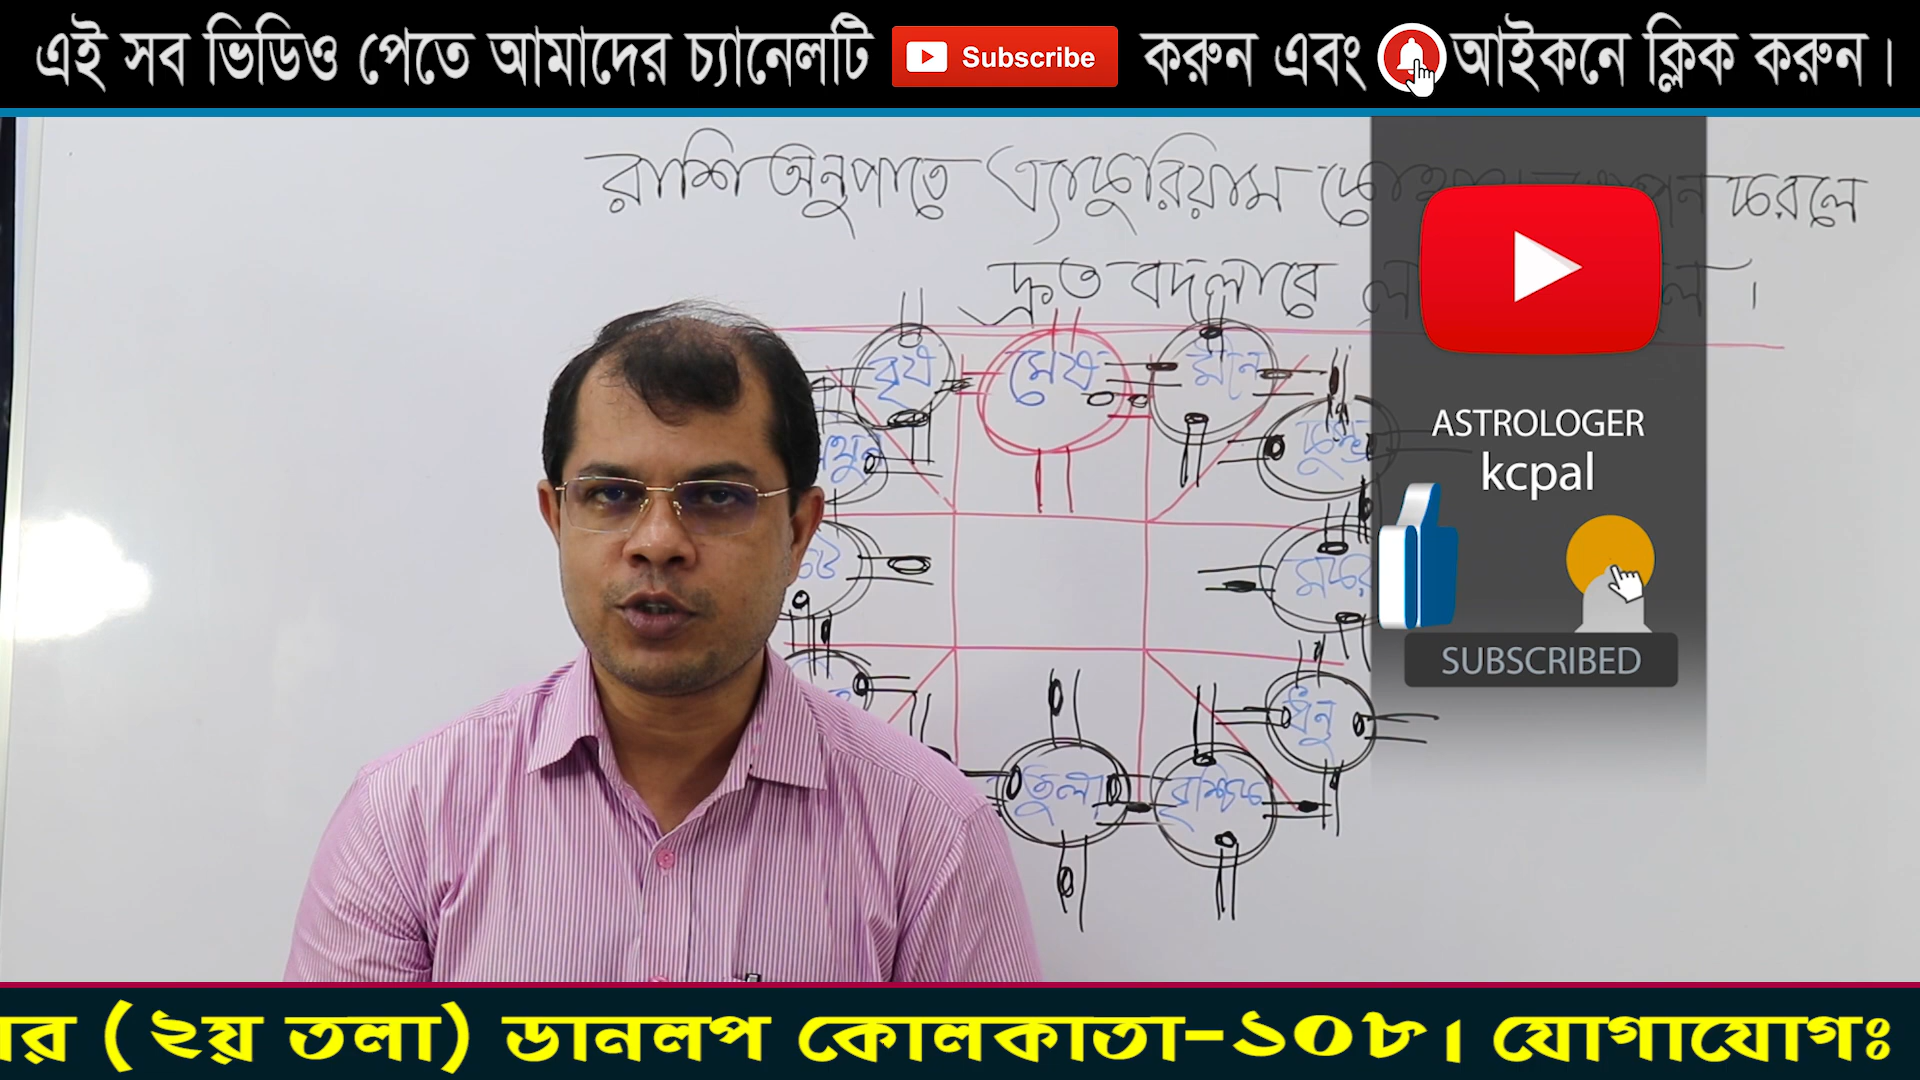 এই সব ভিডিও পেতে আমাদের চ্যানেলটি Subscribe করুন এবং আইকনে ক্লিক করুন।
রাশি অনুপাতে এ্যাকুরিয়াম করলে
দ্রুত বদলাবে
বৃষ মেষ মীন
কুম্ভ
ধনু
তুলা বৃশ্চিক
ASTROLOGER
kcpal
SUBSCRIBED
(২য় তলা) ডানলপ কোলকাতা-১০৮। যোগাযোগঃ